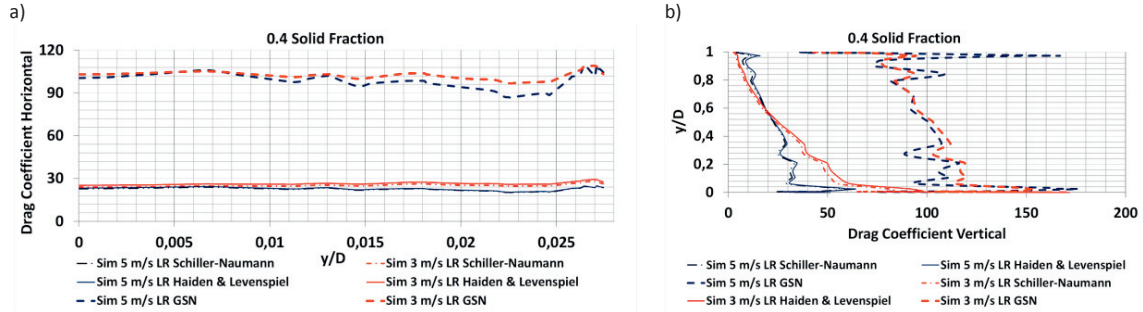 a)
0.4 Solid Fraction
120
90
60
30
0
Drag Coefficient Horizontal
0 0,005 0,01 0,015 0,02 0,025
y/D
Sim 5 m/s LR Schiller-Naumann Sim 3 m/s LR Schiller-Naumann
Sim 5 m/s LR Haiden & Levenspiel Sim 3 m/s LR Haiden & Levenspiel
Sim 5 m/s LR GSN Sim 3 m/s LR GSN
b)
0.4 Solid Fraction
1
0,8
0,6
0,4
0,2
0
y/D
0 50 100 150 200
Drag Coefficient Vertical
Sim 5 m/s LR Schiller-Naumann Sim 5 m/s LR Haiden & Levenspiel
Sim 5 m/s LR GSN Sim 3 m/s LR Schiller-Naumann
Sim 3 m/s LR Haiden & Levenspiel Sim 3 m/s LR GSN